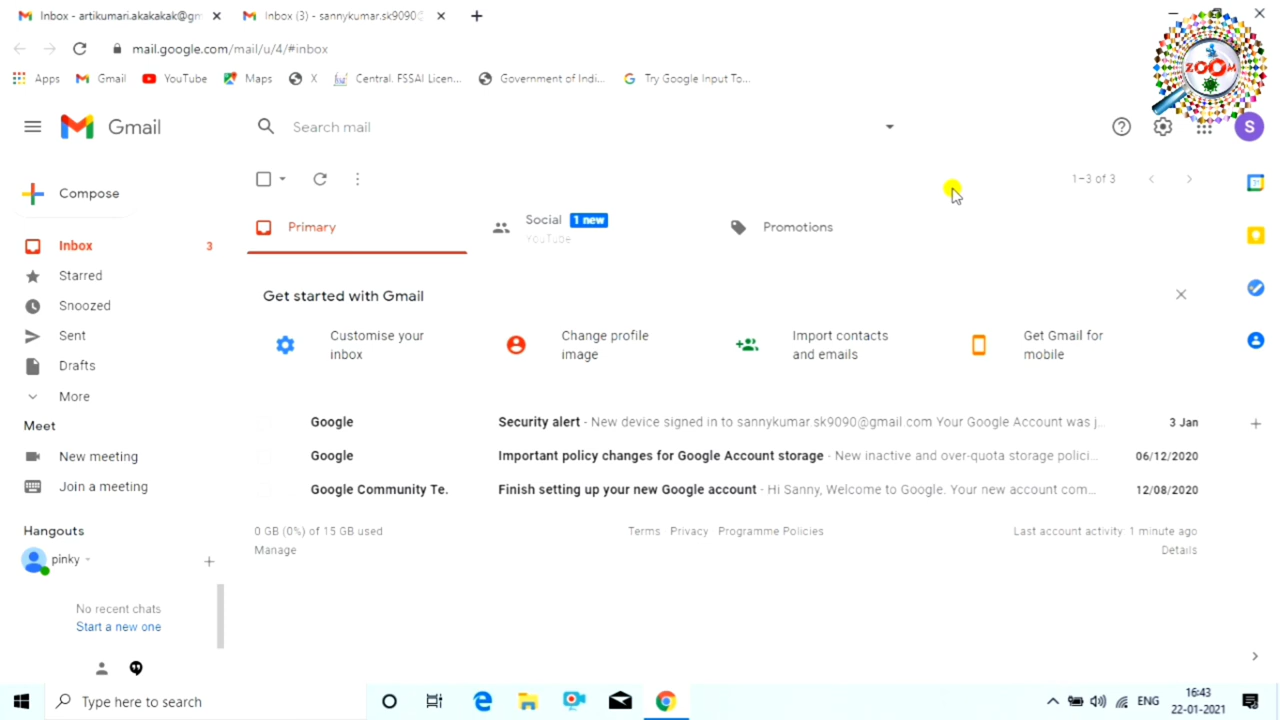 Inbox - artikumari.akakakak@gm
Inbox (3) - sannykumar.sk9090@
mail.google.com/mail/u/4/#inbox
Apps
Gmail
YouTube
Maps
X
Central. FSSAI Licen...
Government of Indi...
Try Google Input To...
ZOOM
Gmail
Search mail
S
Compose
1–3 of 3
Primary
Social 1 new
YouTube
Promotions
Inbox 3
Starred
Snoozed
Sent
Drafts
More
Get started with Gmail
Customise your
inbox
Change profile
image
Import contacts
and emails
Get Gmail for
mobile
Google Security alert - New device signed in to sannykumar sk9090@gmail com Your Google Account was j... 3 Jan
Google Important policy changes for Google Account storage - New inactive and over-quota storage polici... 06/12/2020
Google Community Te. Finish setting up your new Google account - Hi Sanny, Welcome to Google. Your new account com... 12/08/2020
Meet
New meeting
Join a meeting
Hangouts
pinky
No recent chats
Start a new one
0 GB (0%) of 15 GB used
Manage
Terms Privacy Programme Policies
Last account activity 1 minute ago
Details
Type here to search
ENG
16:43
22-01-2021